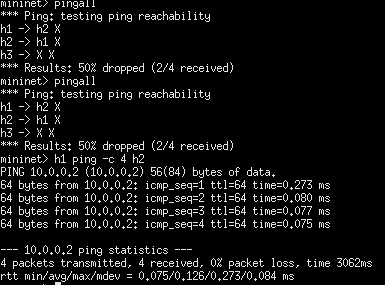 mininet> pingall
*** Ping: testing ping reachability
h1 -> h2 X
h2 -> h1 X
h3 -> X X
*** Results: 50% dropped (2/4 received)
mininet> pingall
*** Ping: testing ping reachability
h1 -> h2 X
h2 -> h1 X
h3 -> X X
*** Results: 50% dropped (2/4 received)
mininet> h1 ping -c 4 h2
PING 10.0.0.2 (10.0.0.2) 56(84) bytes of data.
64 bytes from 10.0.0.2: icmp_seq=1 ttl=64 time=0.273 ms
64 bytes from 10.0.0.2: icmp_seq=2 ttl=64 time=0.080 ms
64 bytes from 10.0.0.2: icmp_seq=3 ttl=64 time=0.077 ms
64 bytes from 10.0.0.2: icmp_seq=4 ttl=64 time=0.075 ms
--- 10.0.0.2 ping statistics ---
4 packets transmitted, 4 received, 0% packet loss, time 3062ms
rtt min/avg/max/mdev = 0.075/0.126/0.273/0.084 ms